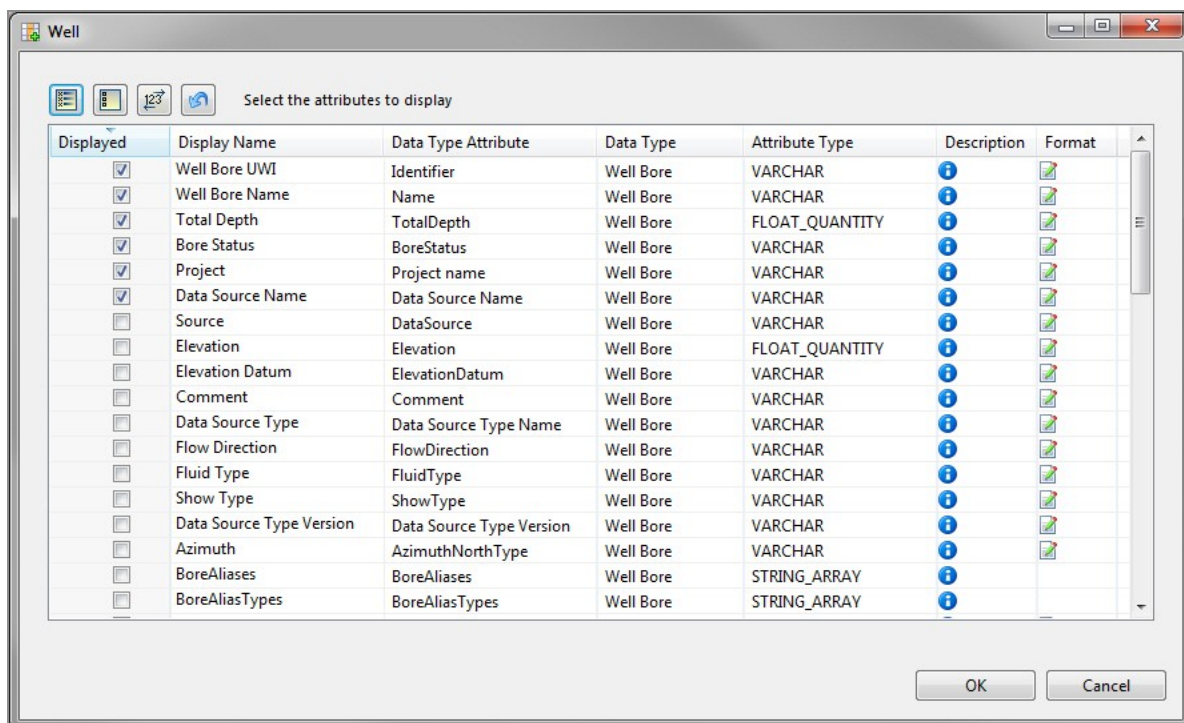 Well
123
Select the attributes to display
Displayed Display Name Data Type Attribute Data Type Attribute Type Description Format
Well Bore UWI Identifier Well Bore VARCHAR
Well Bore Name Name Well Bore VARCHAR
Total Depth TotalDepth Well Bore FLOAT_QUANTITY
Bore Status BoreStatus Well Bore VARCHAR
Project Project name Well Bore VARCHAR
Data Source Name Data Source Name Well Bore VARCHAR
Source DataSource Well Bore VARCHAR
Elevation Elevation Well Bore FLOAT_QUANTITY
Elevation Datum ElevationDatum Well Bore VARCHAR
Comment Comment Well Bore VARCHAR
Data Source Type Data Source Type Name Well Bore VARCHAR
Flow Direction FlowDirection Well Bore VARCHAR
Fluid Type FluidType Well Bore VARCHAR
Show Type ShowType Well Bore VARCHAR
Data Source Type Version Data Source Type Version Well Bore VARCHAR
Azimuth AzimuthNorthType Well Bore VARCHAR
BoreAliases BoreAliases Well Bore STRING_ARRAY
BoreAliasTypes BoreAliasTypes Well Bore STRING_ARRAY
OK Cancel